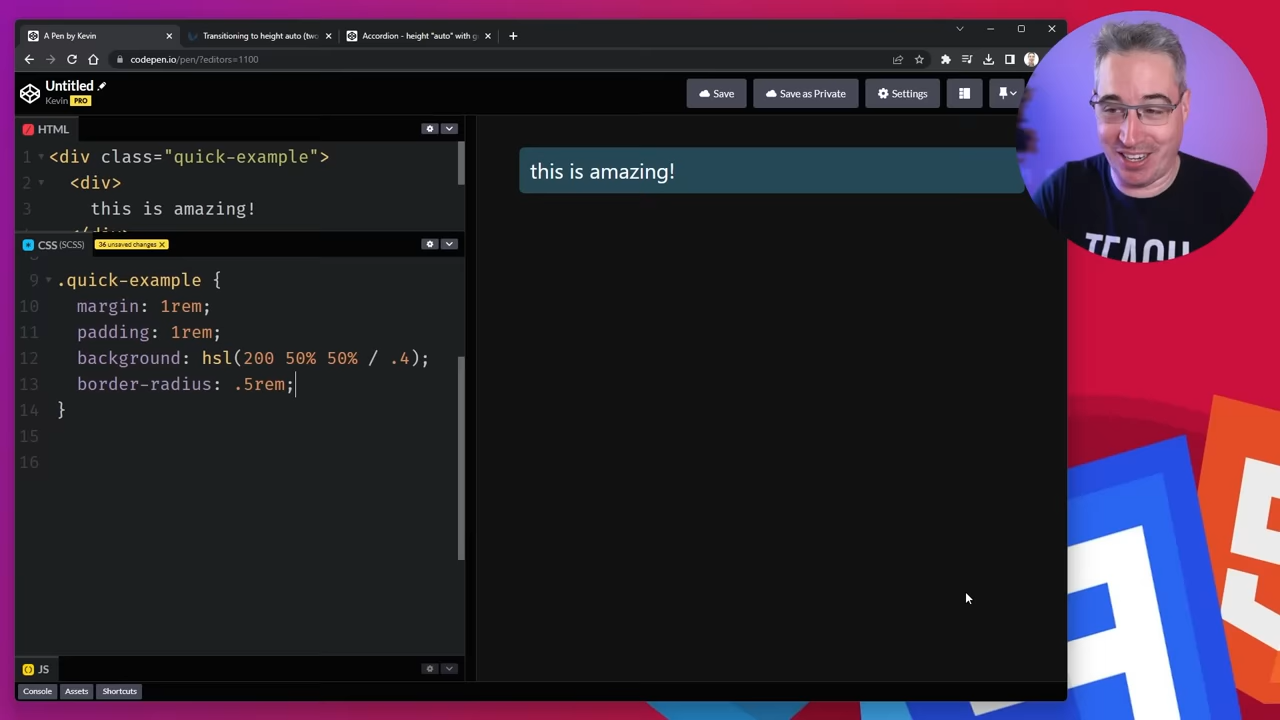 A Pen by Kevin
Transitioning to height auto (two
Accordion - height "auto" with g
codepen.io/pen/?editors=1100
Untitled
Kevin PRO
Save
Save as Private
Settings
HTML
1 <div class="quick-example">
2 <div>
3 this is amazing!
</div>
CSS (SCSS)
36 unsaved changes X
9 .quick-example {
10 margin: 1rem;
11 padding: 1rem;
12 background: hsl(200 50% 50% / .4);
13 border-radius: .5rem;
14 }
15
16
JS
Console
Assets
Shortcuts
this is amazing!
TEACH